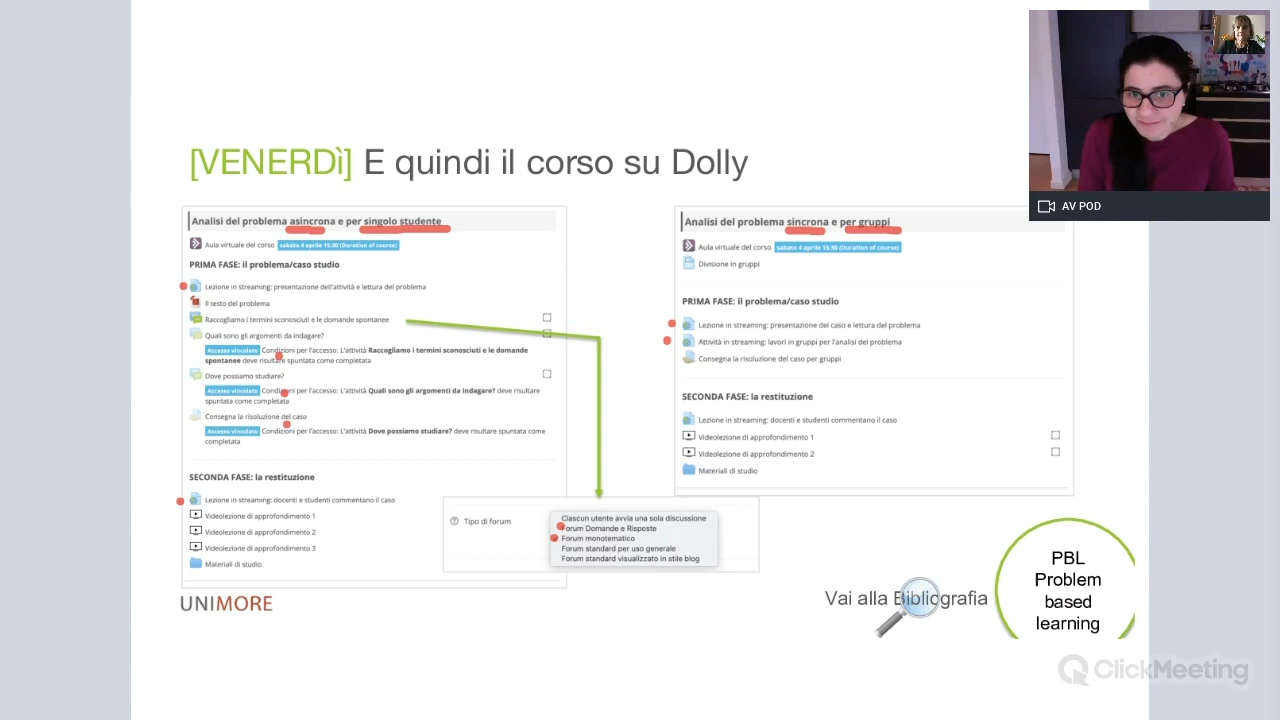 [VENERDÌ] E quindi il corso su Dolly
Analisi del problema asincrona e per singolo studente
Aula virtuale del corso sabato 4 aprile 15:30 (Duration of course)
PRIMA FASE: il problema/caso studio
Lezione in streaming: presentazione dell'attività e lettura del problema
Il testo del problema
Raccogliamo i termini sconosciuti e le domande spontanee
Quali sono gli argomenti da indagare?
Accesso vincolato Condizioni per l'accesso: L'attività Raccogliamo i termini sconosciuti e le domande
spontanee deve risultare spuntata come completata
Dove possiamo studiare?
Accesso vincolato Condizioni per l'accesso: L'attività Quali sono gli argomenti da indagare? deve risultare
spuntata come completata
Consegna la risoluzione del caso
Accesso vincolato Condizioni per l'accesso: L'attività Dove possiamo studiare? deve risultare spuntata come
completata
SECONDA FASE: la restituzione
Lezione in streaming: docenti e studenti commentano il caso
Videolezione di approfondimento 1
Videolezione di approfondimento 2
Videolezione di approfondimento 3
Materiali di studio
Tipo di forum
Ciascun utente avvia una sola discussione
Forum Domande e Risposte
Forum monotematico
Forum standard per uso generale
Forum standard visualizzato in stile blog
Analisi del problema sincrona e per gruppi
Aula virtuale del corso sabato 4 aprile 15:30 (Duration of course)
Divisione in gruppi
PRIMA FASE: il problema/caso studio
Lezione in streaming: presentazione del caso e lettura del problema
Attività in streaming: lavori in gruppi per l'analisi del problema
Consegna la risoluzione del caso per gruppi
SECONDA FASE: la restituzione
Lezione in streaming: docenti e studenti commentano il caso
Videolezione di approfondimento 1
Videolezione di approfondimento 2
Materiali di studio
UNIMORE
Vai alla Bibliografia
PBL
Problem
based
learning
AV POD
ClickMeeting